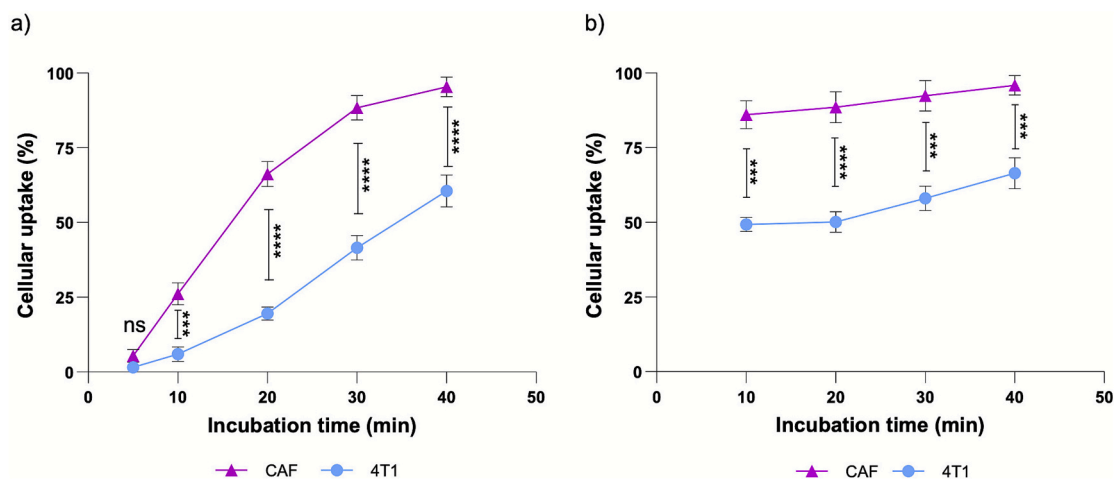 a)
100
75
50
25
0
Cellular uptake (%)
ns
***
****
****
****
0 10 20 30 40 50
Incubation time (min)
CAF 4T1
b)
100
75
50
25
0
Cellular uptake (%)
***
****
***
***
0 10 20 30 40 50
Incubation time (min)
CAF 4T1